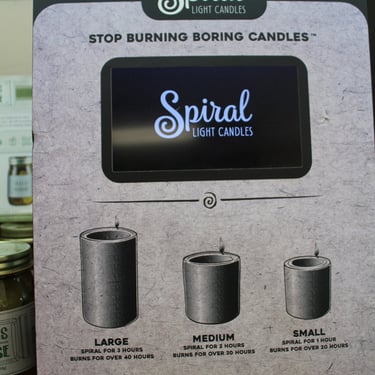 Spiral
LIGHT CANDLES
STOP BURNING BORING CANDLES™
Spiral
LIGHT CANDLES
LARGE
SPIRAL FOR 3 HOURS
BURNS FOR OVER 40 HOURS
MEDIUM
SPIRAL FOR 2 HOURS
BURNS FOR OVER 30 HOURS
SMALL
SPIRAL FOR 1 HOUR
BURNS FOR OVER 20 HOURS